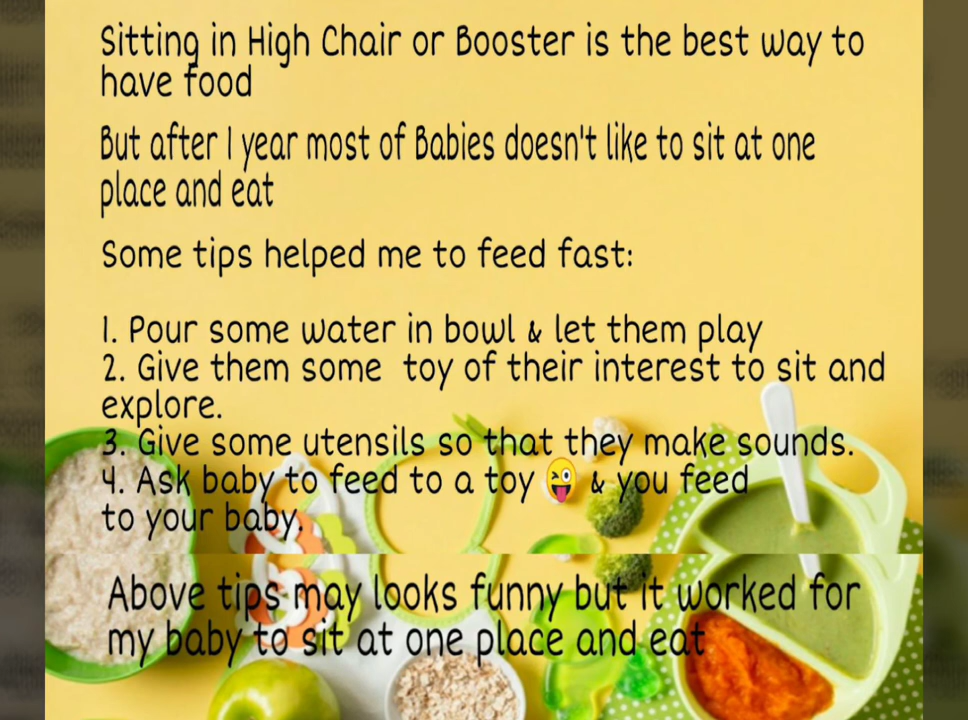 Sitting in High Chair or Booster is the best way to
have food
But after 1 year most of Babies doesn't like to sit at one
place and eat
Some tips helped me to feed fast:
1. Pour some water in bowl & let them play
2. Give them some toy of their interest to sit and
explore.
3. Give some utensils so that they make sounds.
4. Ask baby to feed to a toy 😜 & you feed
to your baby.
Above tips may looks funny but it worked for
my baby to sit at one place and eat